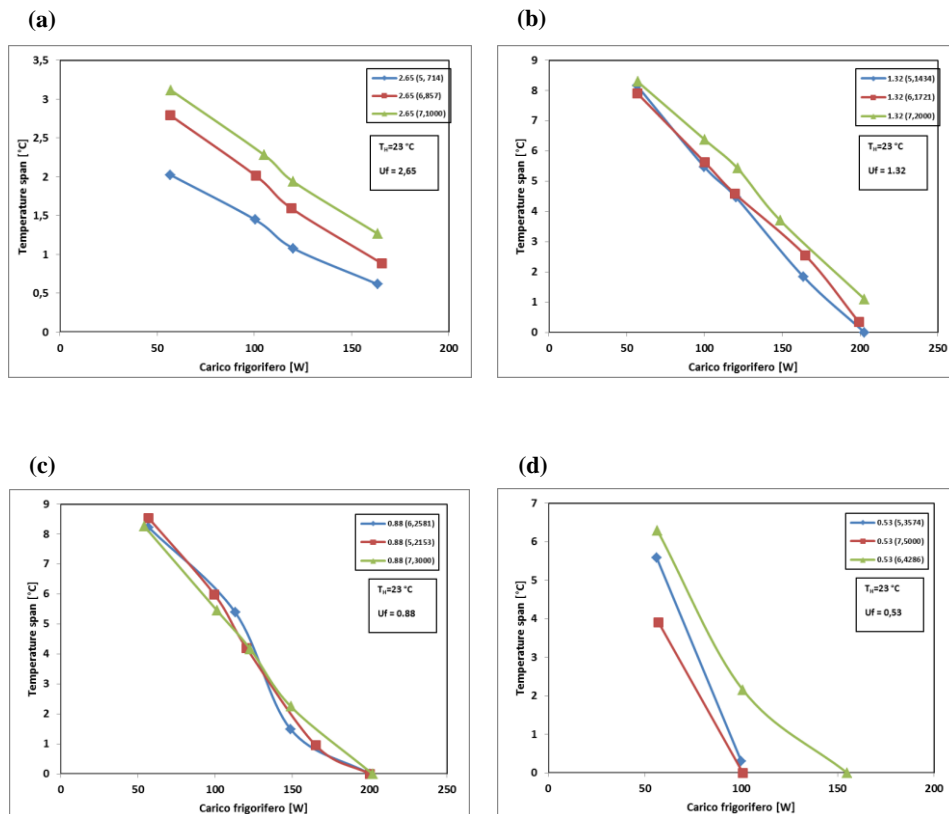 (a)
3,5
3
2,5
2
1,5
1
0,5
0
0 50 100 150 200
Temperature span [°C]
Carico frigorifero [W]
2.65 (5, 714)
2.65 (6,857)
2.65 (7,1000)
T_H=23 °C
Uf = 2,65
(b)
9
8
7
6
5
4
3
2
1
0
0 50 100 150 200 250
Temperature span [°C]
Carico frigorifero [W]
1.32 (5,1434)
1.32 (6,1721)
1.32 (7,2000)
T_H=23 °C
Uf = 1.32
(c)
9
8
7
6
5
4
3
2
1
0
0 50 100 150 200 250
Temperature span [°C]
Carico frigorifero [W]
0.88 (6,2581)
0.88 (5,2153)
0.88 (7,3000)
T_H=23 °C
Uf = 0.88
(d)
7
6
5
4
3
2
1
0
0 50 100 150 200
Temperature span [°C]
Carico frigorifero [W]
0.53 (5,3574)
0.53 (7,5000)
0.53 (6,4286)
T_H=23 °C
Uf = 0,53